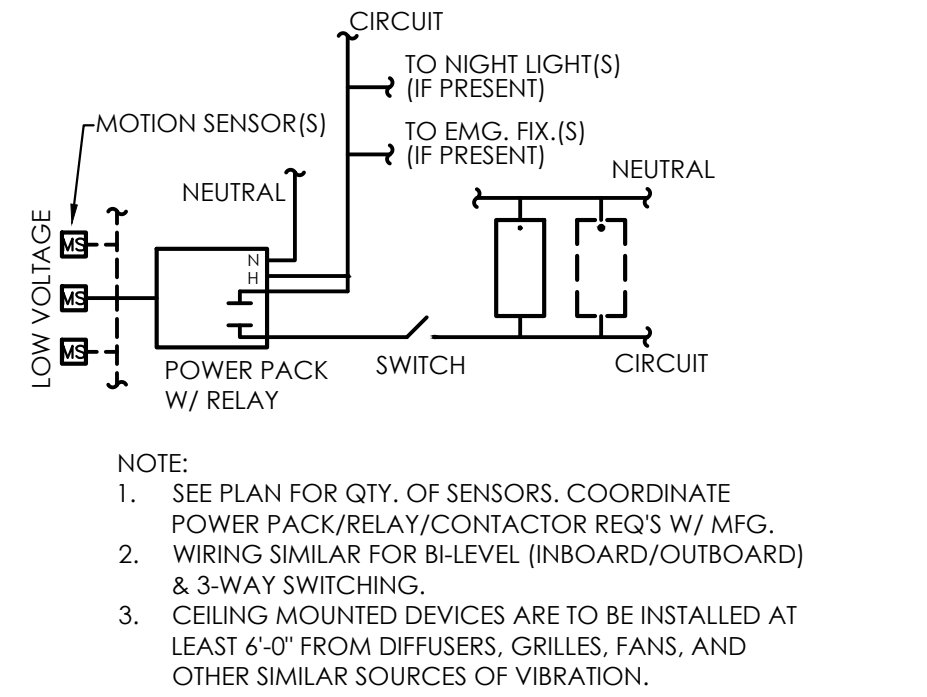 CIRCUIT
TO NIGHT LIGHT(S)
(IF PRESENT)
MOTION SENSOR(S)
TO EMG. FIX.(S)
(IF PRESENT)
NEUTRAL
NEUTRAL
LOW VOLTAGE
MS
MS
MS
N
H
POWER PACK
W/ RELAY
SWITCH
CIRCUIT
NOTE:
1. SEE PLAN FOR QTY. OF SENSORS. COORDINATE
POWER PACK/RELAY/CONTACTOR REQ'S W/ MFG.
2. WIRING SIMILAR FOR BI-LEVEL (INBOARD/OUTBOARD)
& 3-WAY SWITCHING.
3. CEILING MOUNTED DEVICES ARE TO BE INSTALLED AT
LEAST 6'-0" FROM DIFFUSERS, GRILLES, FANS, AND
OTHER SIMILAR SOURCES OF VIBRATION.